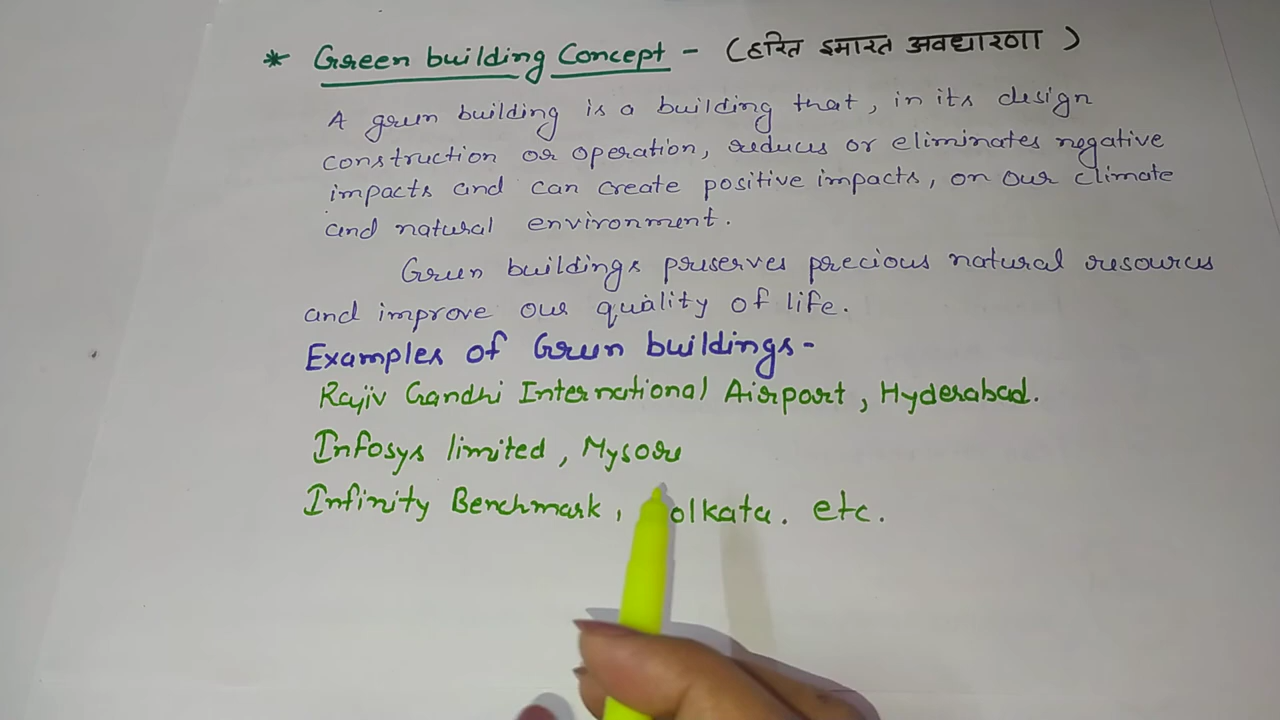 * Green building Concept - (हरित इमारत अवधारणा)
A green building is a building that, in its design
construction or operation, reduces or eliminates negative
impacts and can create positive impacts, on our climate
and natural environment.
Green buildings preserves precious natural resources
and improve our quality of life.
Examples of Green buildings-
Rajiv Gandhi International Airport, Hyderabad.
Infosys limited, Mysore
Infinity Benchmark, Kolkata. etc.